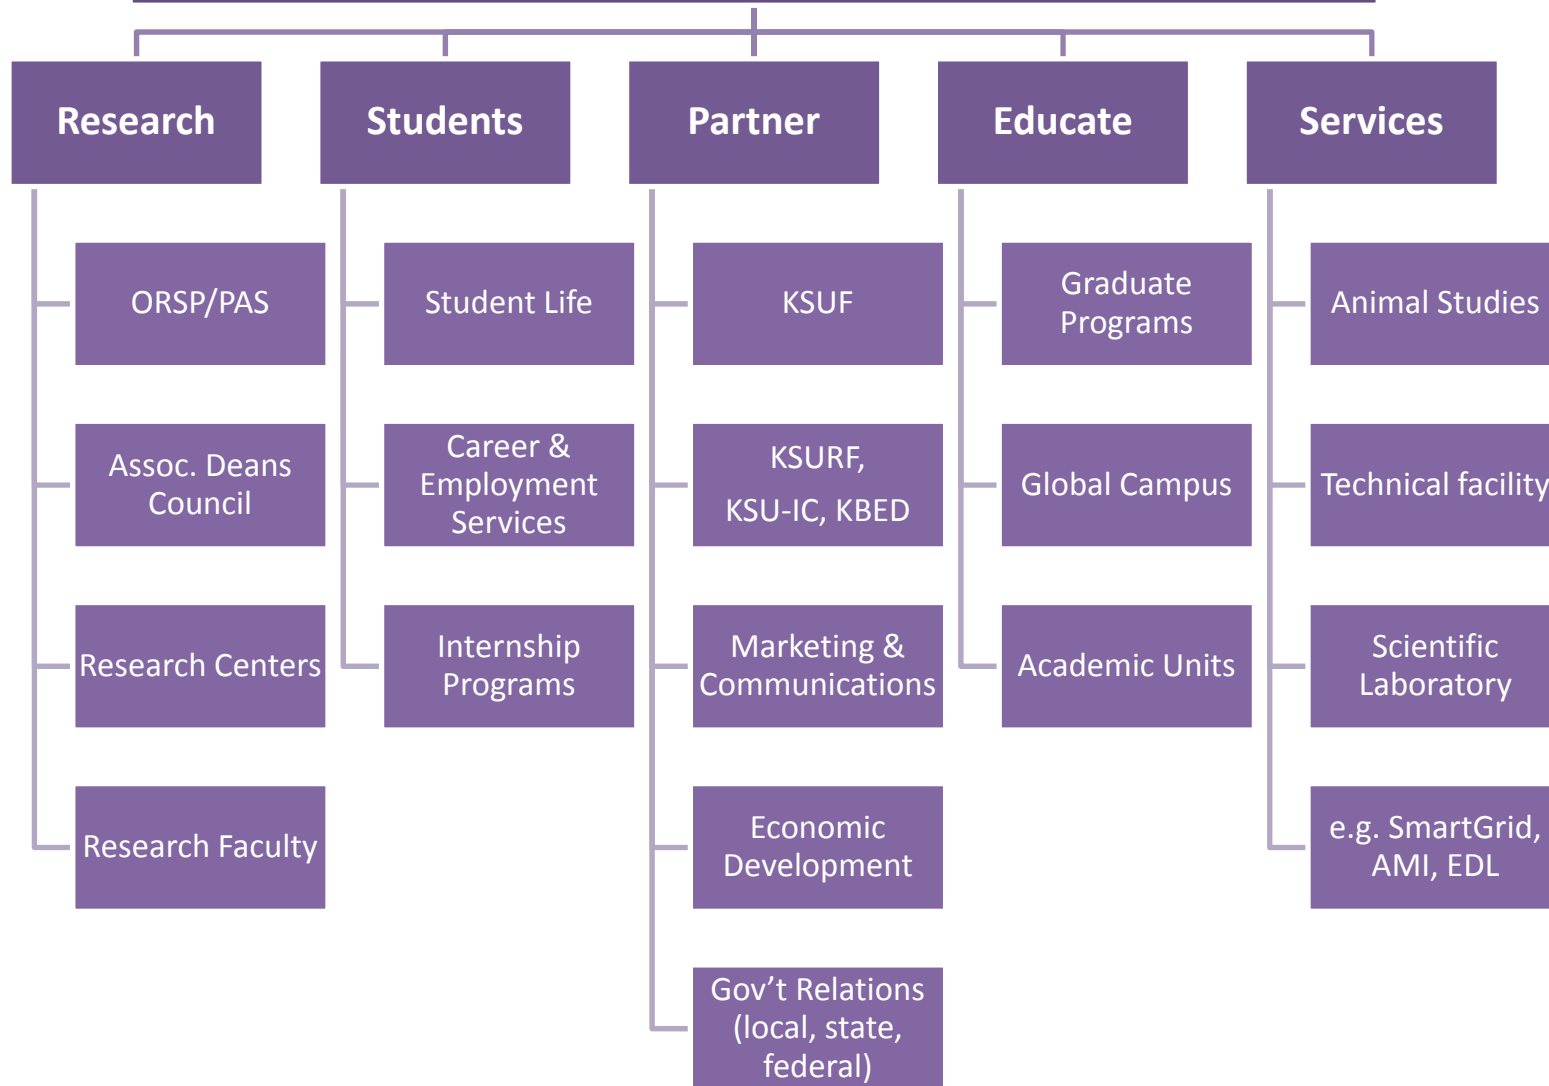 Research
Students
Partner
Educate
Services
ORSP/PAS
Assoc. Deans
Council
Research Centers
Research Faculty
Student Life
Career &
Employment
Services
Internship
Programs
KSUF
KSURF,
KSU-IC, KBED
Marketing &
Communications
Economic
Development
Gov’t Relations
(local, state,
federal)
Graduate
Programs
Global Campus
Academic Units
Animal Studies
Technical facility
Scientific
Laboratory
e.g. SmartGrid,
AMI, EDL